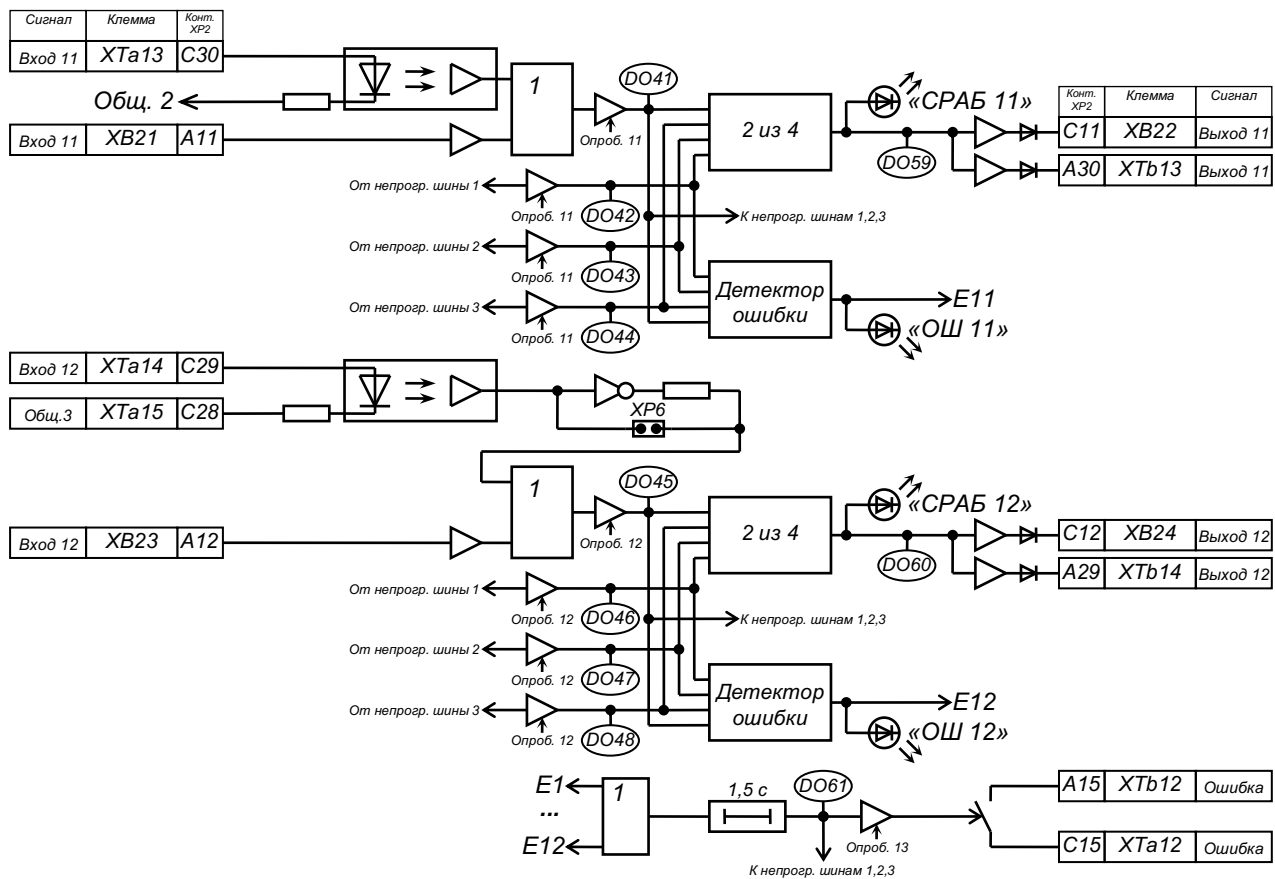 Сигнал Клемма Конт. XP2
Вход 11 XTa13 C30
Общ. 2
Вход 11 XB21 A11
1
Опроб. 11
DO41
2 из 4
«СРАБ 11»
DO59
Конт. XP2 Клемма Сигнал
C11 XB22 Выход 11
A30 XTb13 Выход 11
От непрогр. шины 1
Опроб. 11
DO42
К непрогр. шинам 1,2,3
От непрогр. шины 2
Опроб. 11
DO43
От непрогр. шины 3
Опроб. 11
DO44
Детектор
ошибки
E11
«ОШ 11»
Вход 12 XTa14 C29
Общ.3 XTa15 C28
XP6
Вход 12 XB23 A12
1
Опроб. 12
DO45
2 из 4
«СРАБ 12»
DO60
C12 XB24 Выход 12
A29 XTb14 Выход 12
От непрогр. шины 1
Опроб. 12
DO46
К непрогр. шинам 1,2,3
От непрогр. шины 2
Опроб. 12
DO47
От непрогр. шины 3
Опроб. 12
DO48
Детектор
ошибки
E12
«ОШ 12»
E1
...
E12
1
1,5 с
DO61
Опроб. 13
К непрогр. шинам 1,2,3
A15 XTb12 Ошибка
C15 XTa12 Ошибка